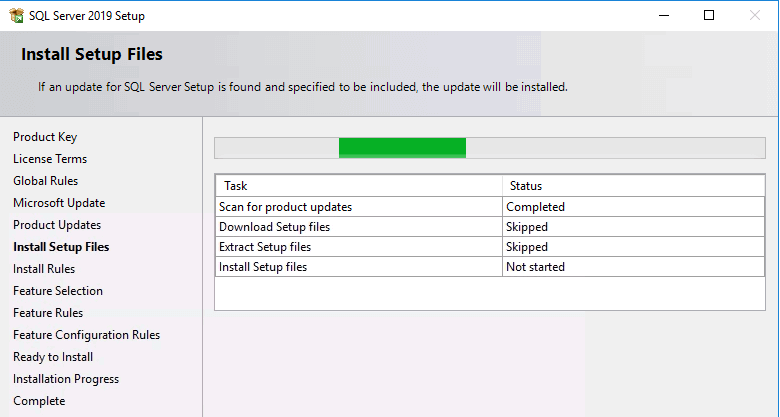 SQL Server 2019 Setup
Install Setup Files
If an update for SQL Server Setup is found and specified to be included, the update will be installed.
Product Key
License Terms
Global Rules
Microsoft Update
Product Updates
Install Setup Files
Install Rules
Feature Selection
Feature Rules
Feature Configuration Rules
Ready to Install
Installation Progress
Complete
Task Status
Scan for product updates Completed
Download Setup files Skipped
Extract Setup files Skipped
Install Setup files Not started